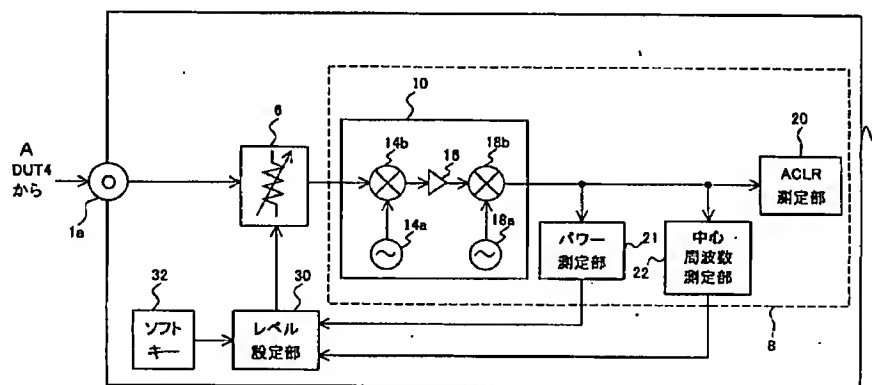 10
6
20
A
DUT4
から
14b
16
18b
ACLR
測定部
1a
14a
18a
パワー
測定部
21
中心
周波数
測定部
22
32
30
ソフト
キー
レベル
設定部
8